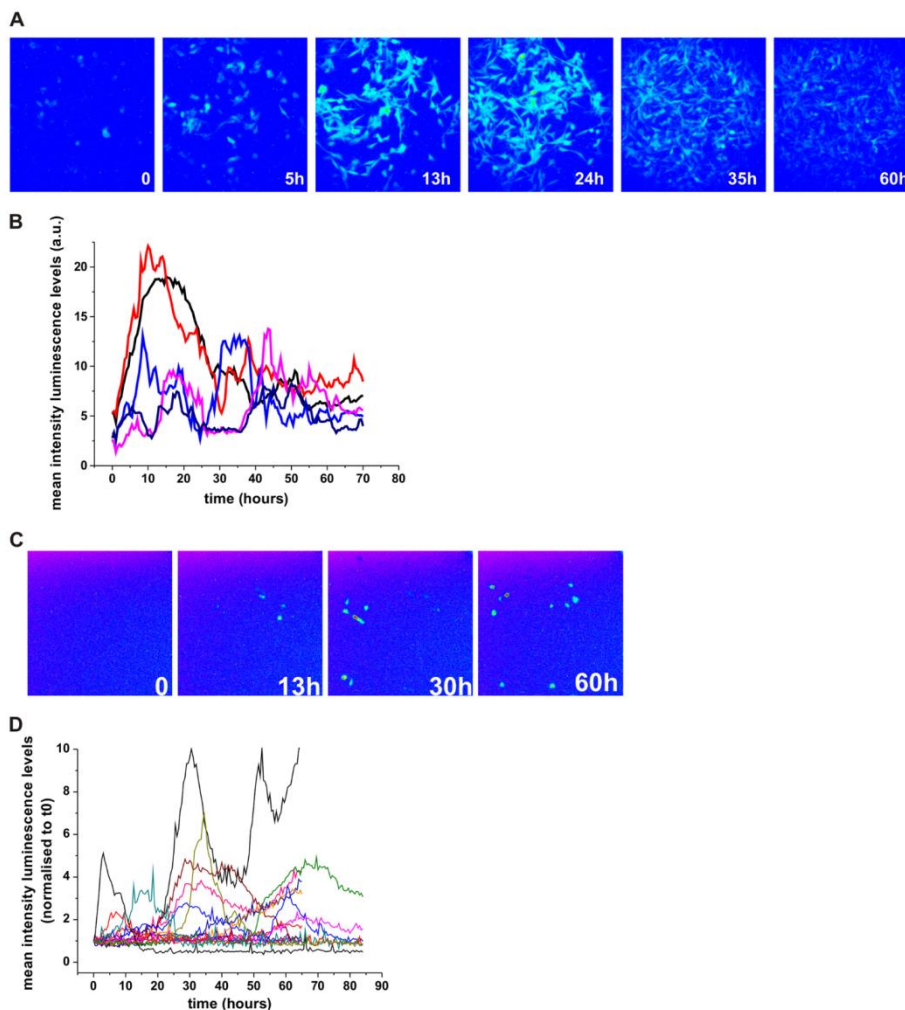 A
0 5h 13h 24h 35h 60h
B
mean intensity luminescence levels (a.u.)
20
15
10
5
0
0 10 20 30 40 50 60 70 80
time (hours)
C
0 13h 30h 60h
D
mean intensity luminescence levels
(normalised to t0)
10
8
6
4
2
0
0 10 20 30 40 50 60 70 80 90
time (hours)